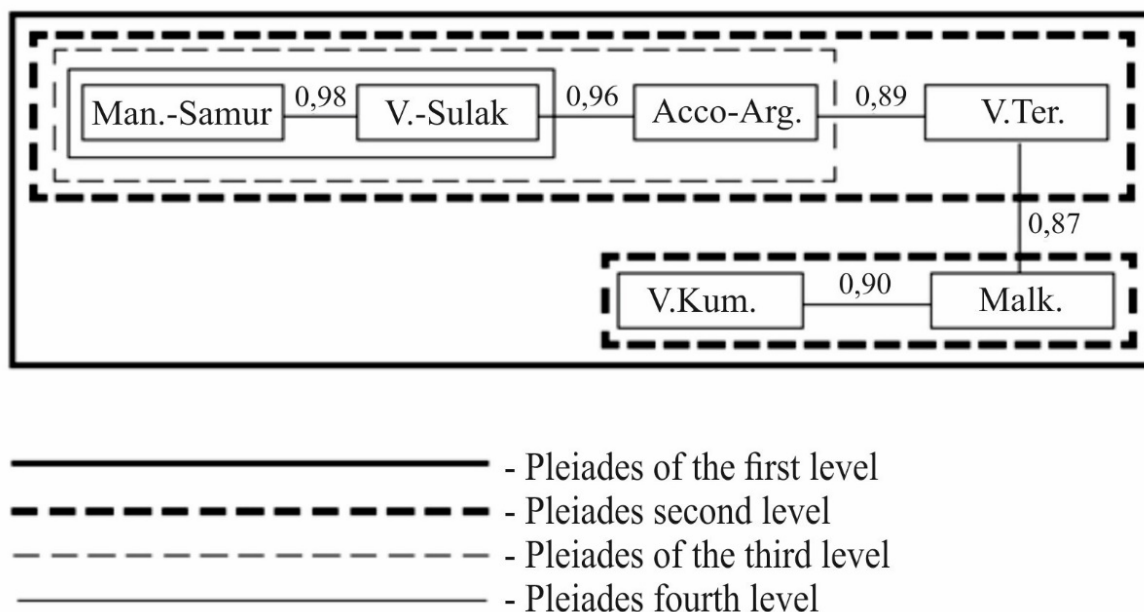 Man.-Samur 0,98 V.-Sulak 0,96 Acco-Arg. 0,89 V.Ter.
0,87
V.Kum. 0,90 Malk.
- Pleiades of the first level
- Pleiades second level
- Pleiades of the third level
- Pleiades fourth level